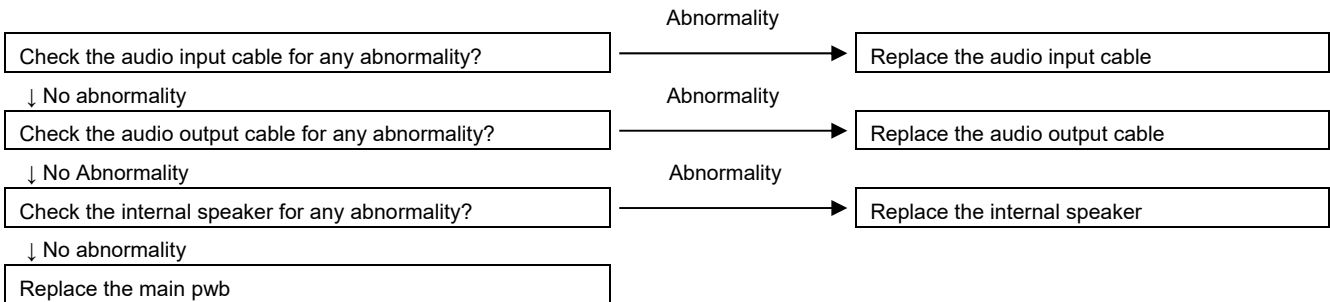 Abnormality
Check the audio input cable for any abnormality?
Replace the audio input cable
↓ No abnormality
Abnormality
Check the audio output cable for any abnormality?
Replace the audio output cable
↓ No Abnormality
Abnormality
Check the internal speaker for any abnormality?
Replace the internal speaker
↓ No abnormality
Replace the main pwb